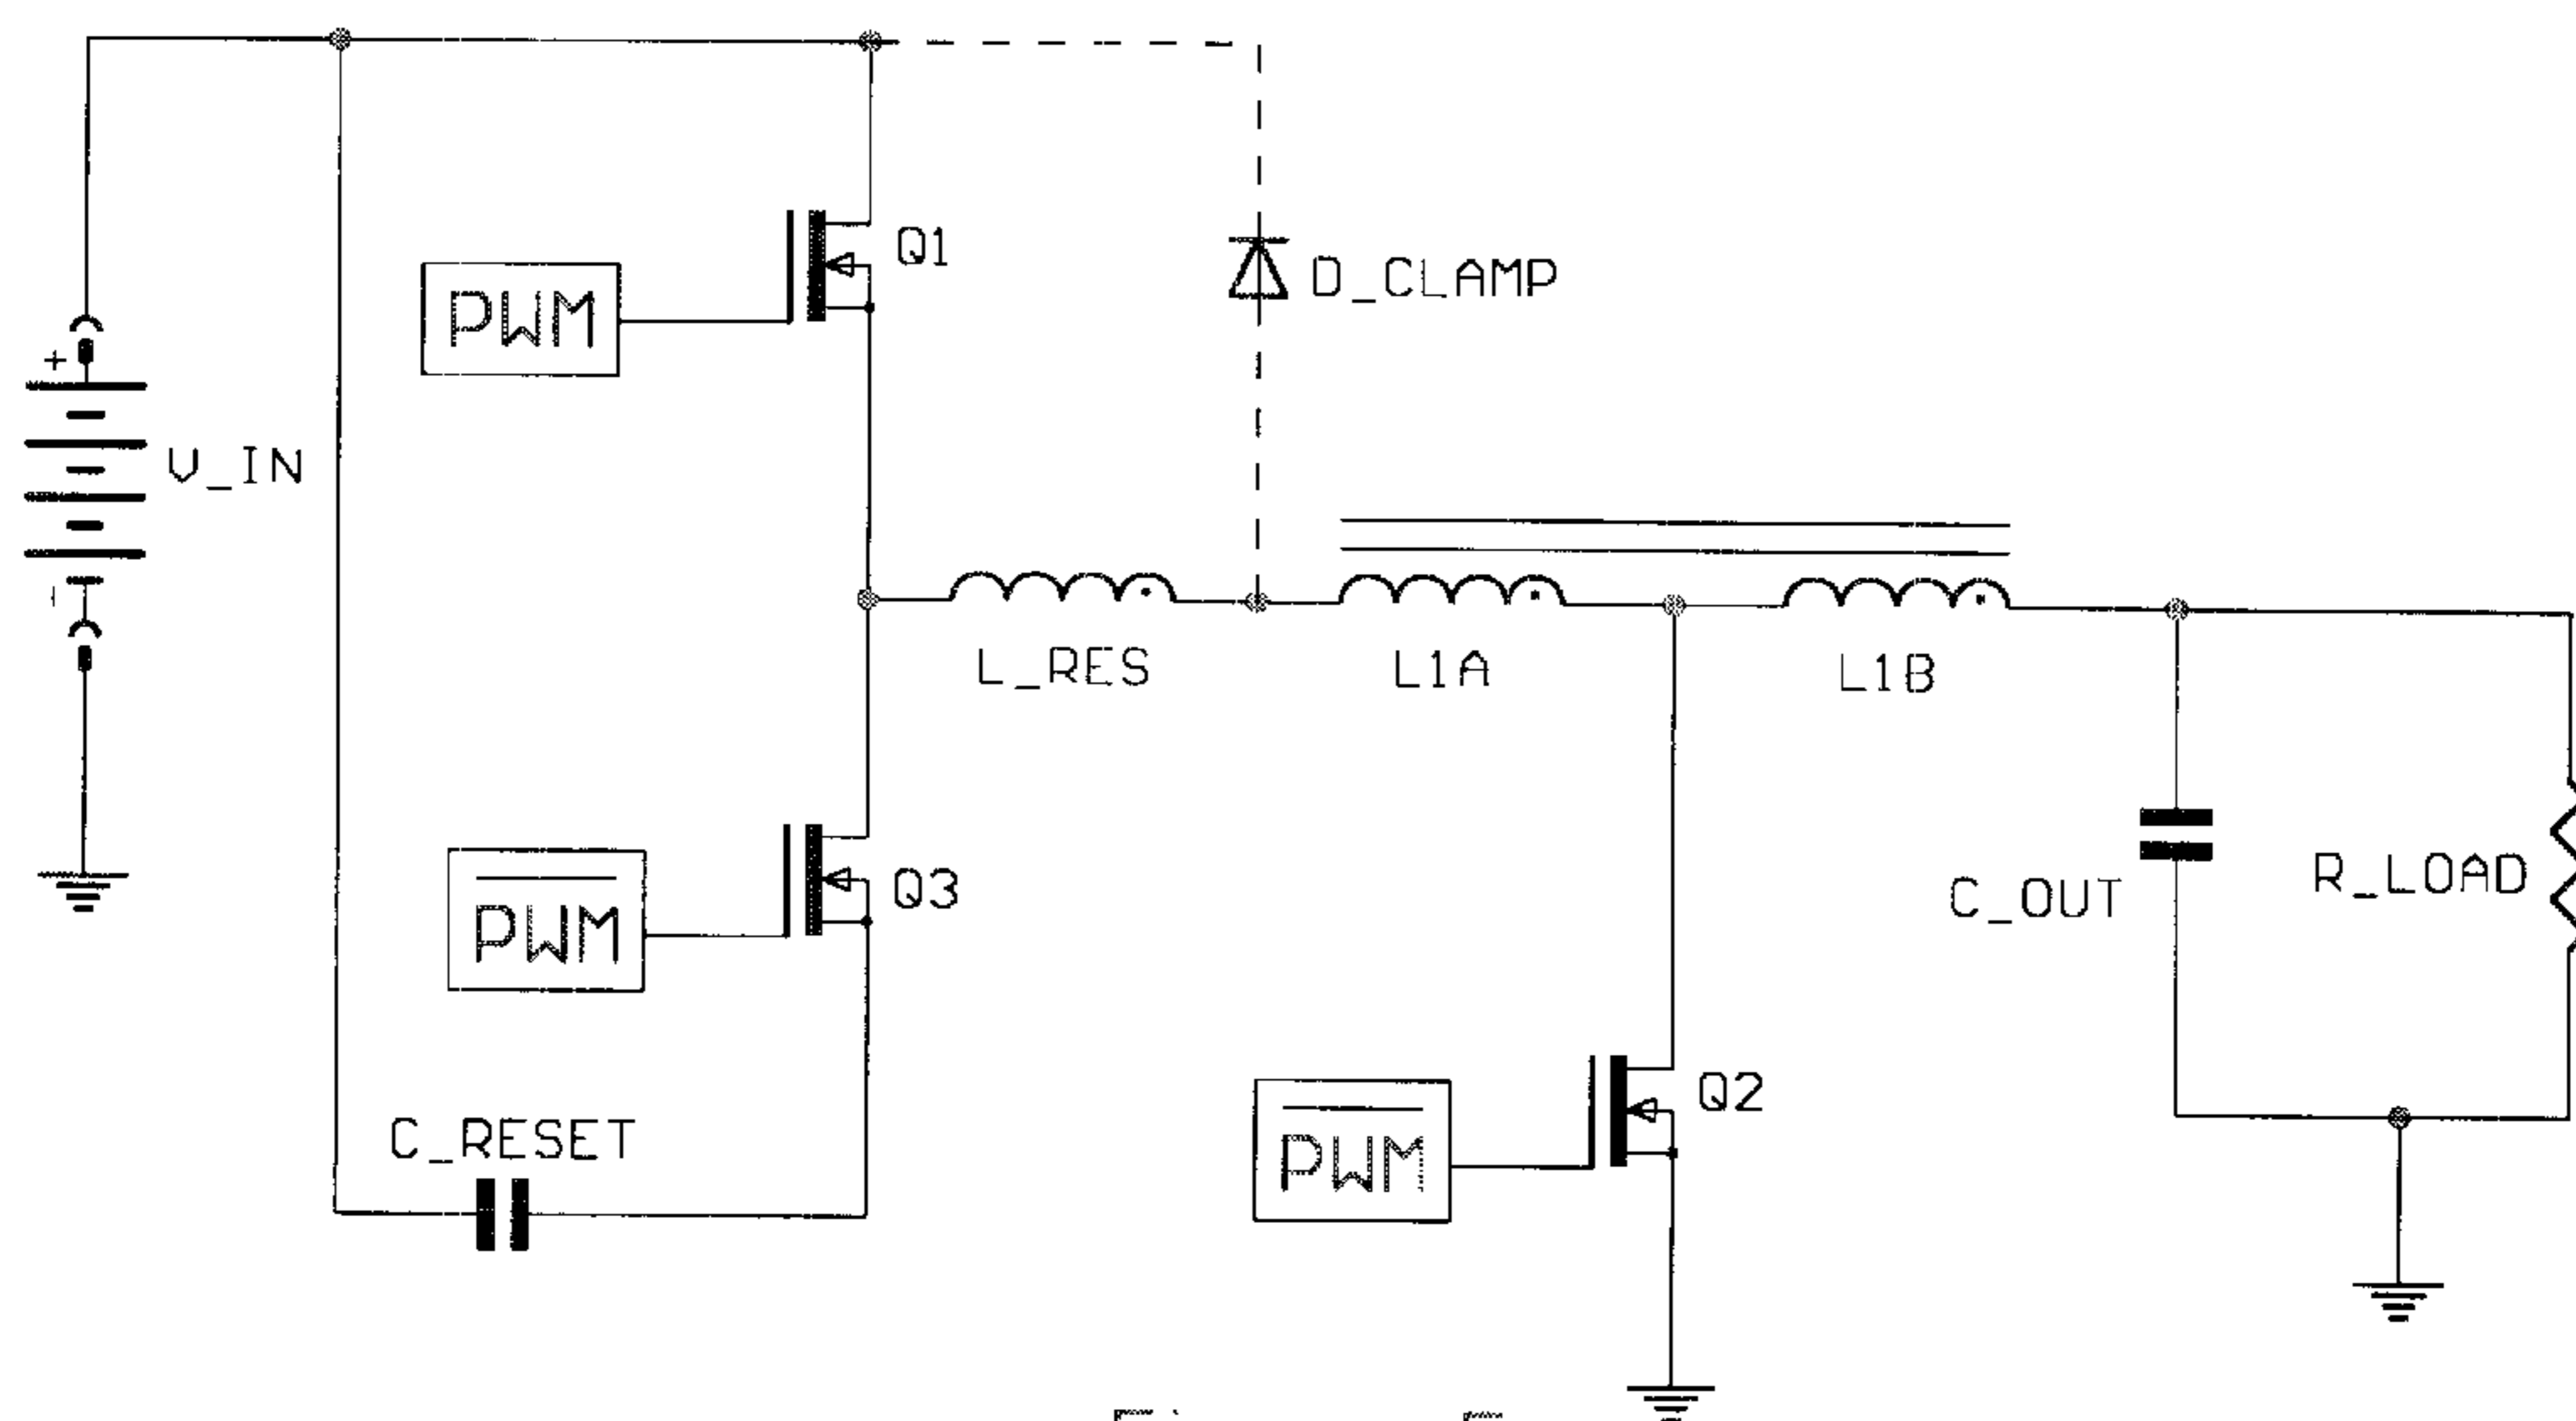 Q1
PWM
D_CLAMP
+
V_IN
-
L_RES
L1A
L1B
PWM
Q3
R_LOAD
C_OUT
Q2
C_RESET
PWM